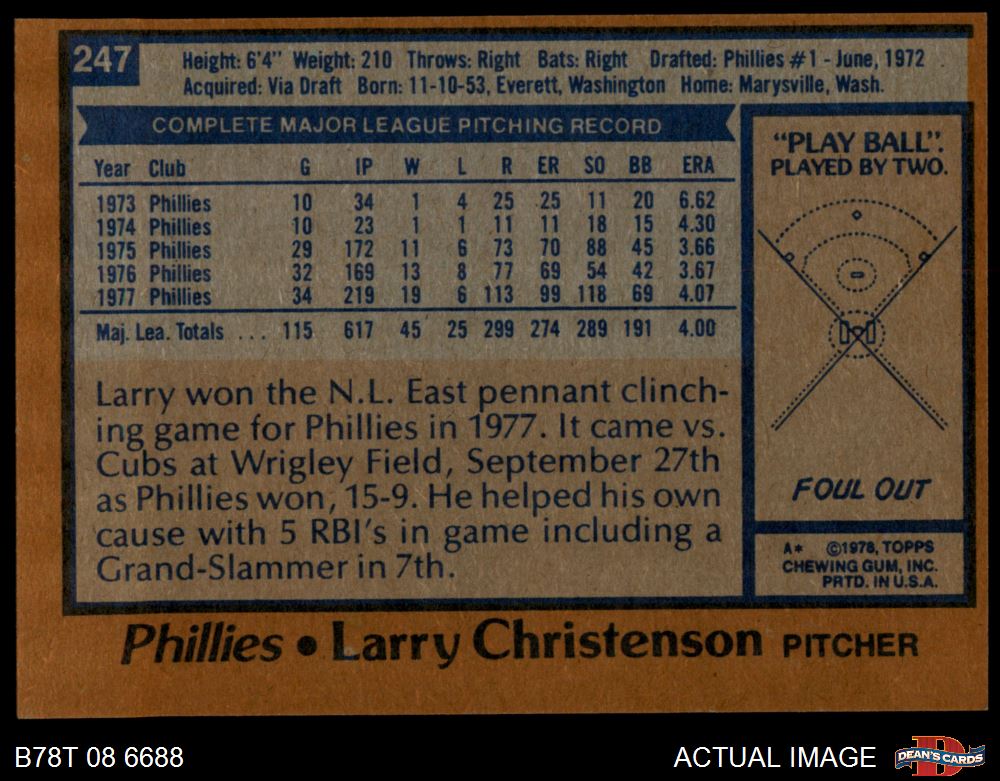 247
Height: 6'4" Weight: 210 Throws: Right Bats: Right Drafted: Phillies #1 - June, 1972
Acquired: Via Draft Born: 11-10-53, Everett, Washington Home: Marysville, Wash.
COMPLETE MAJOR LEAGUE PITCHING RECORD
Year Club G IP W L R ER SO BB ERA
1973 Phillies 10 34 1 4 25 25 11 20 6.62
1974 Phillies 10 23 1 1 11 11 18 15 4.30
1975 Phillies 29 172 11 6 73 70 88 45 3.66
1976 Phillies 32 169 13 8 77 69 54 42 3.67
1977 Phillies 34 219 19 6 113 99 118 69 4.07
Maj. Lea. Totals . . . 115 617 45 25 299 274 289 191 4.00
Larry won the N.L. East pennant clinch-
ing game for Phillies in 1977. It came vs.
Cubs at Wrigley Field, September 27th
as Phillies won, 15-9. He helped his own
cause with 5 RBI's in game including a
Grand-Slammer in 7th.
"PLAY BALL".
PLAYED BY TWO.
FOUL OUT
A* ©1978, TOPPS
CHEWING GUM, INC.
PRTD. IN U.S.A.
Phillies • Larry Christenson PITCHER
B78T 08 6688
ACTUAL IMAGE
D
DEAN'S CARDS